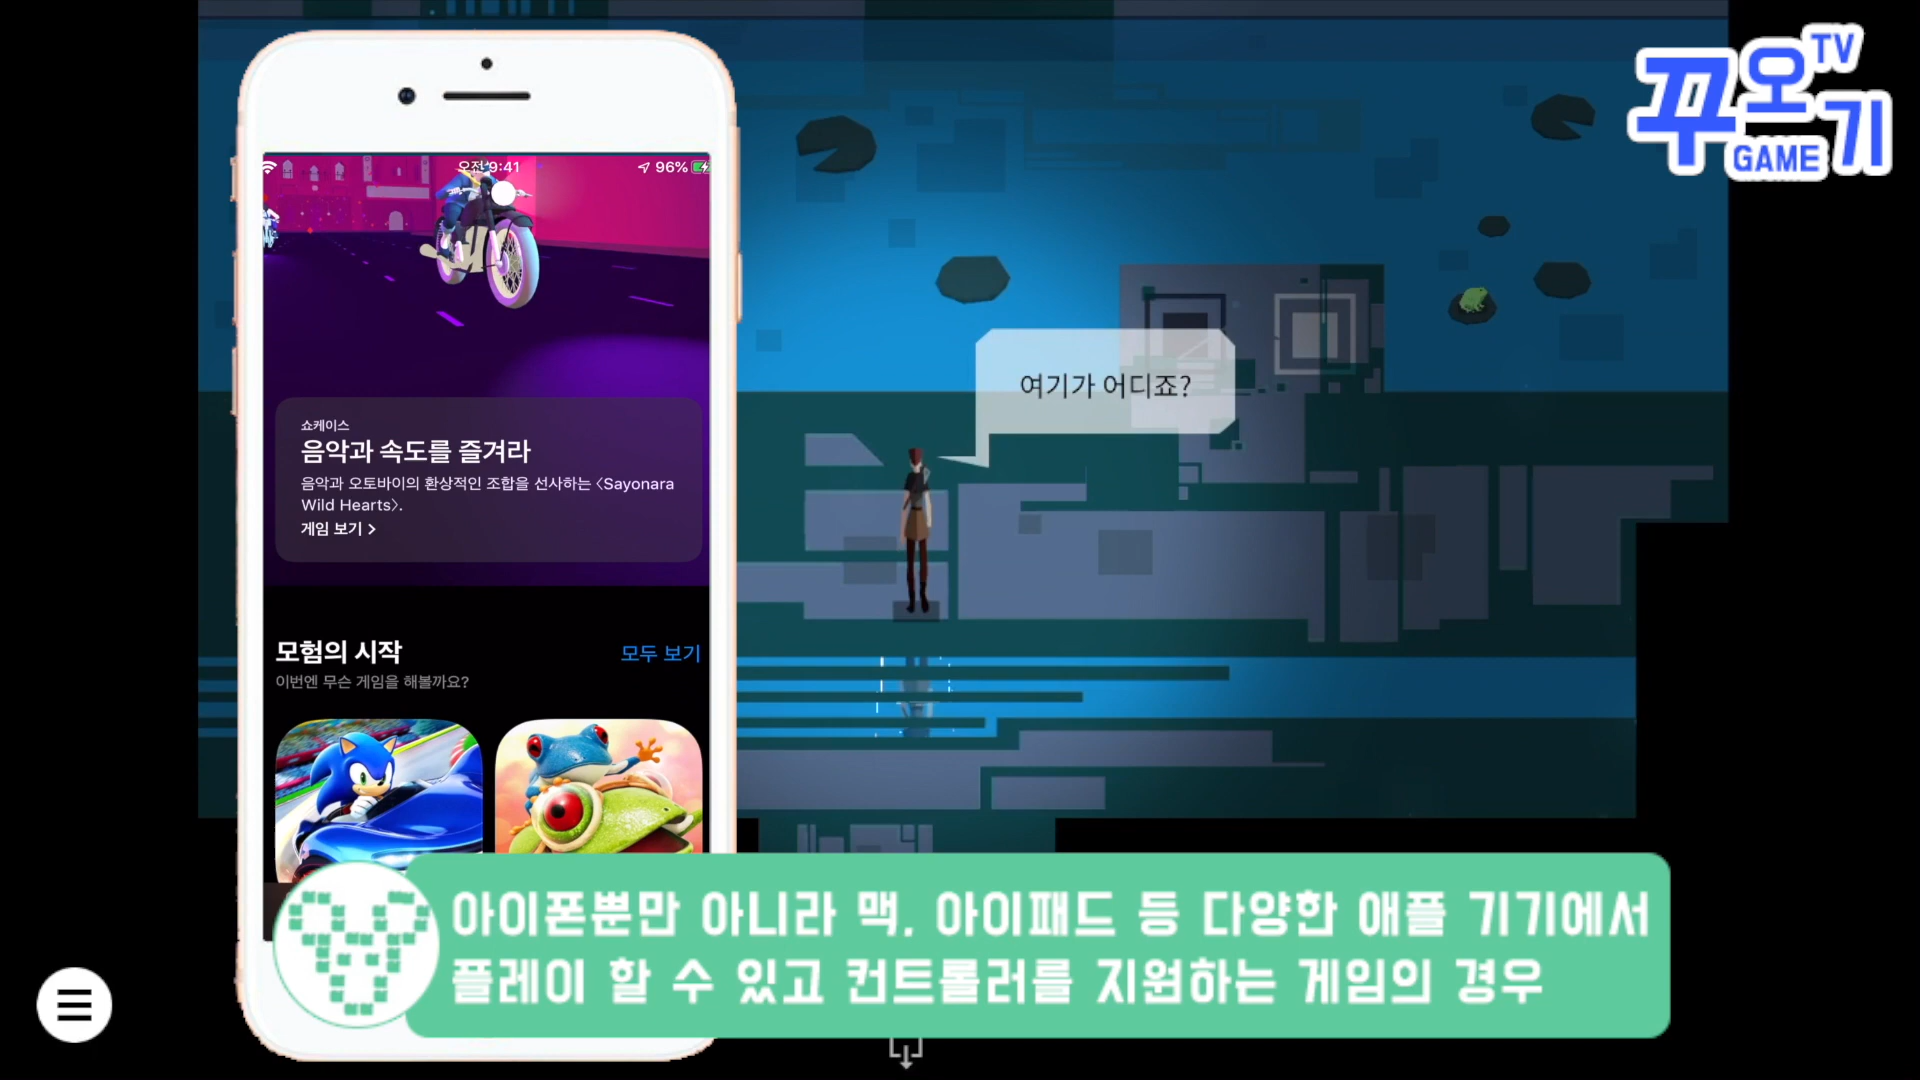 꾸오기
TV
GAME
오전 9:41
96%
쇼케이스
음악과 속도를 즐겨라
음악과 오토바이의 환상적인 조합을 선사하는 〈Sayonara
Wild Hearts〉.
게임 보기 >
모험의 시작
모두 보기
이번엔 무슨 게임을 해볼까요?
여기가 어디죠?
아이폰뿐만 아니라 맥, 아이패드 등 다양한 애플 기기에서
플레이 할 수 있고 컨트롤러를 지원하는 게임의 경우